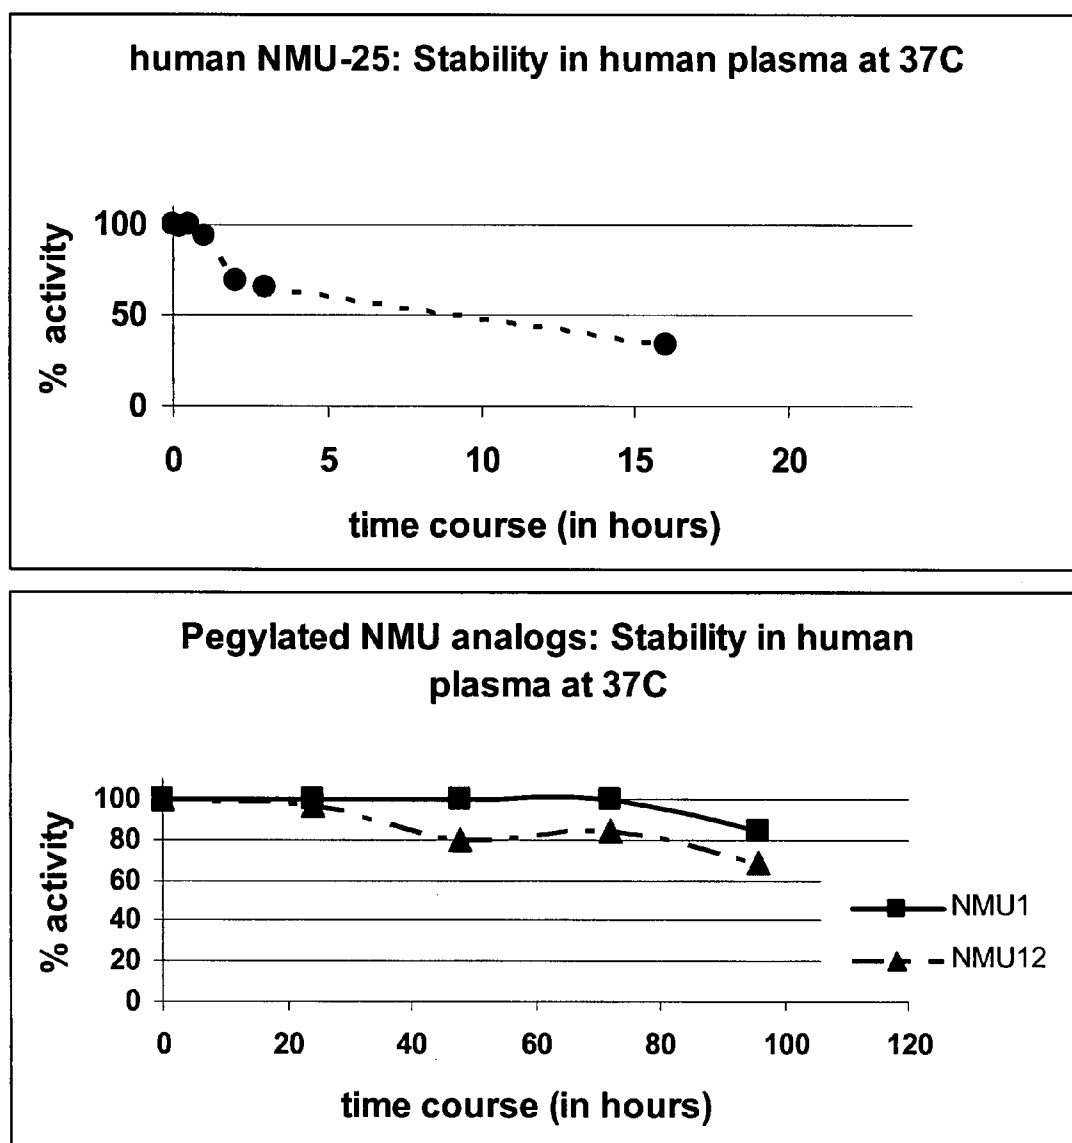 human NMU-25: Stability in human plasma at 37C
100
50
0
% activity
0 5 10 15 20
time course (in hours)
Pegylated NMU analogs: Stability in human
plasma at 37C
100
80
60
40
20
0
% activity
0 20 40 60 80 100 120
time course (in hours)
NMU1
NMU12